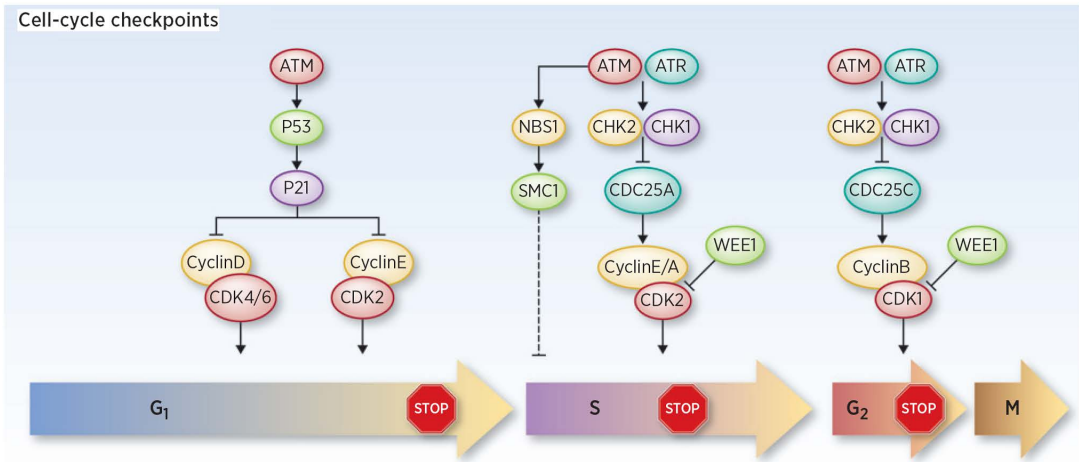 Cell-cycle checkpoints
ATM
P53
P21
CyclinD
CDK4/6
CyclinE
CDK2
ATM
ATR
NBS1
CHK2
CHK1
SMC1
CDC25A
WEE1
CyclinE/A
CDK2
ATM
ATR
CHK2
CHK1
CDC25C
WEE1
CyclinB
CDK1
G1
STOP
S
STOP
G2
STOP
M